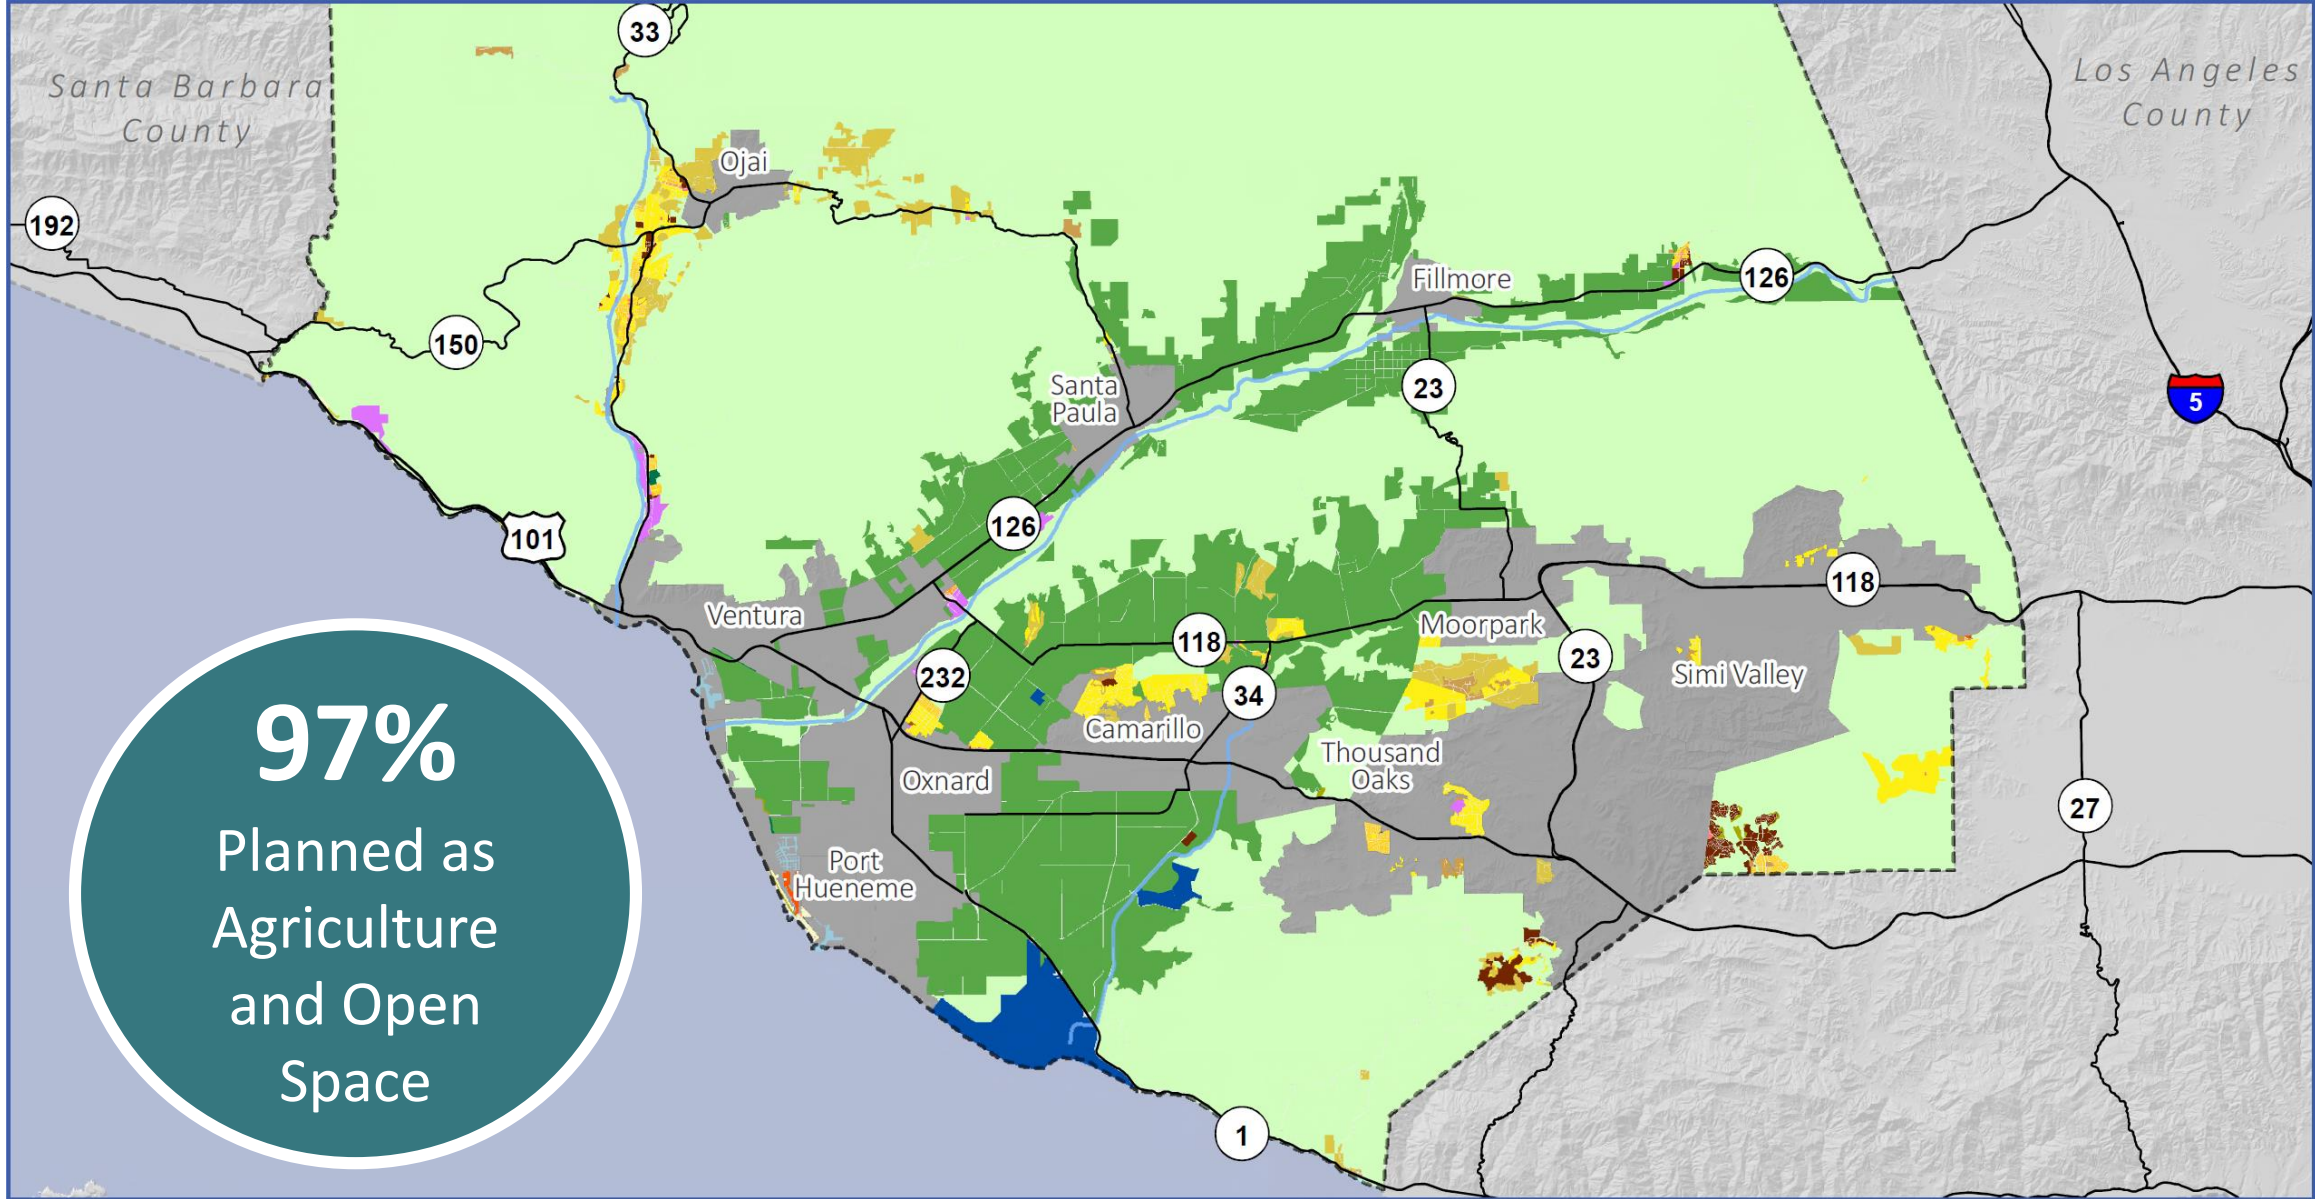 33
Santa Barbara
County
Los Angeles
County
Ojai
192
Fillmore
126
150
Santa
Paula
23
5
126
101
118
Ventura
118
Moorpark
23
232
34
Simi Valley
Camarillo
Thousand
Oaks
Oxnard
27
Port
Hueneme
1
97%
Planned as
Agriculture
and Open
Space